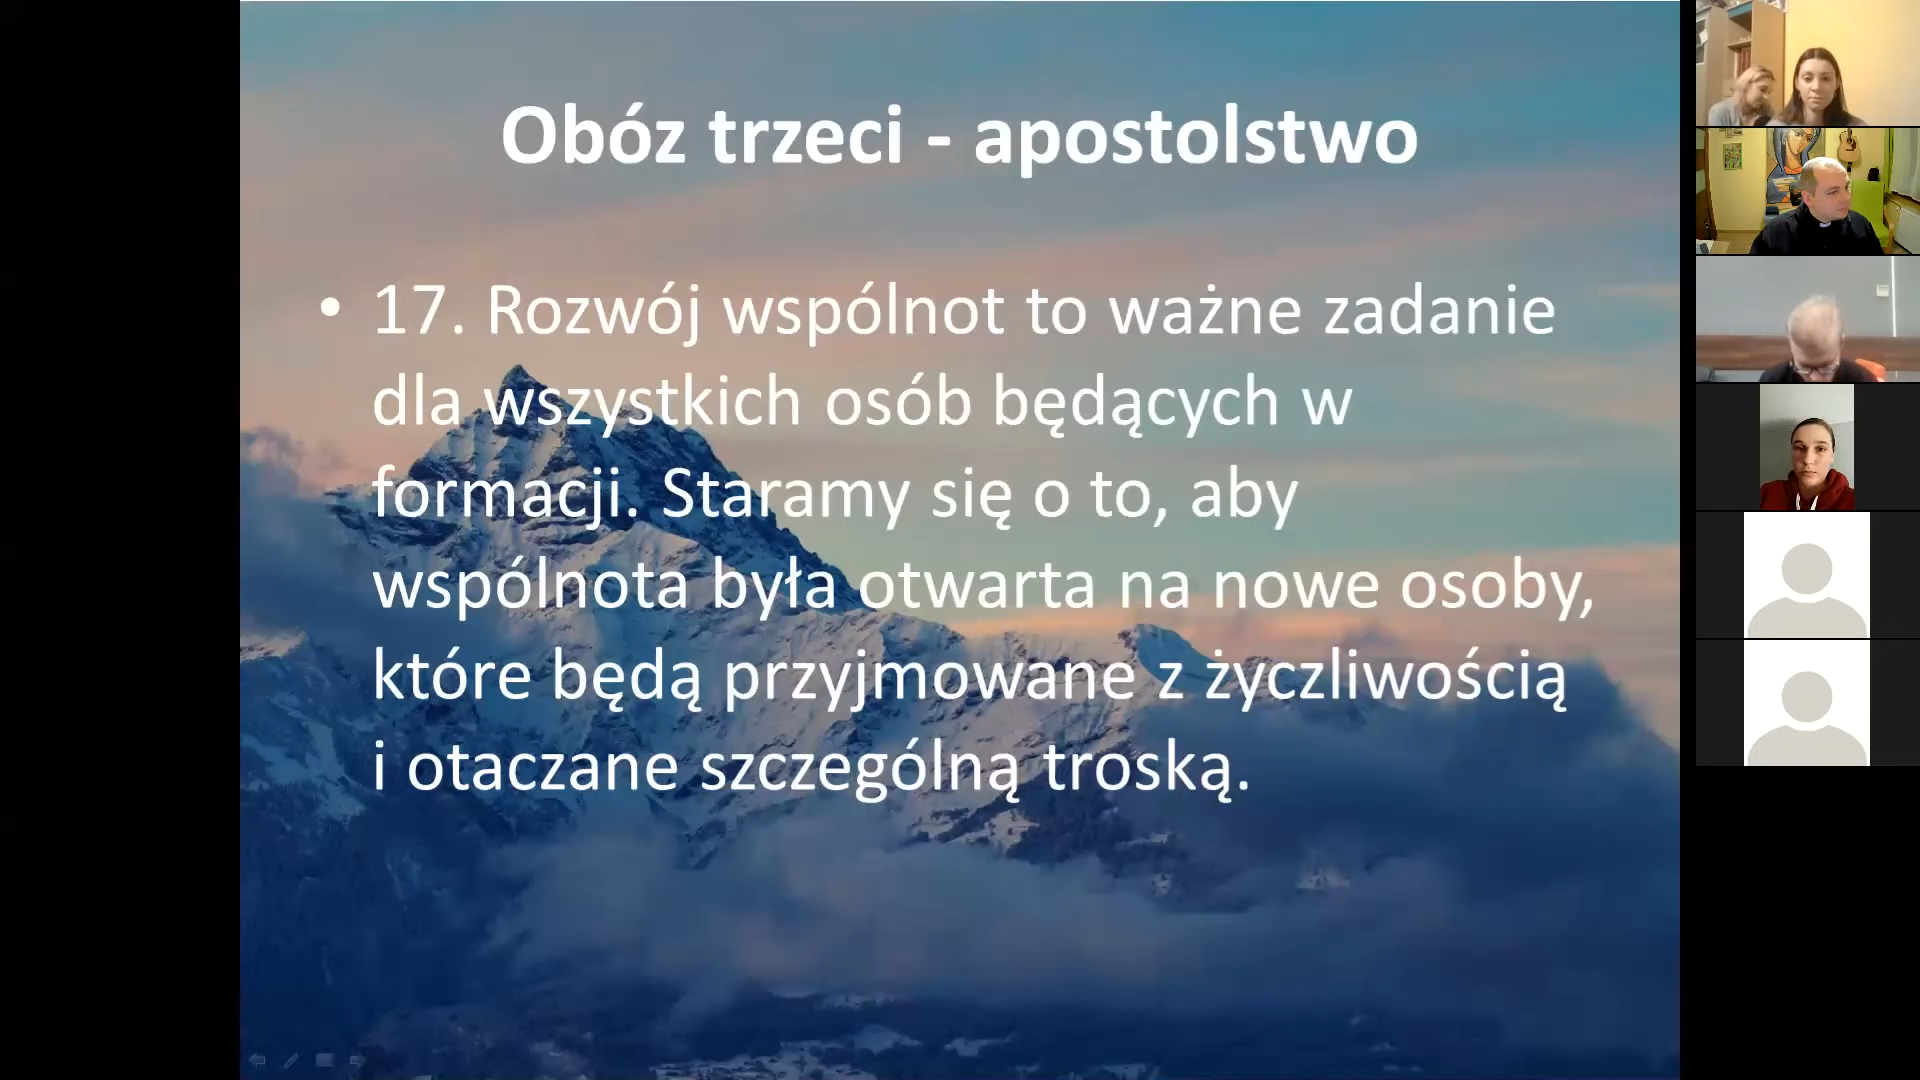 Obóz trzeci - apostolstwo
• 17. Rozwój wspólnot to ważne zadanie
dla wszystkich osób będących w
formacji. Staramy się o to, aby
wspólnota była otwarta na nowe osoby,
które będą przyjmowane z życzliwością
i otaczane szczególną troską.